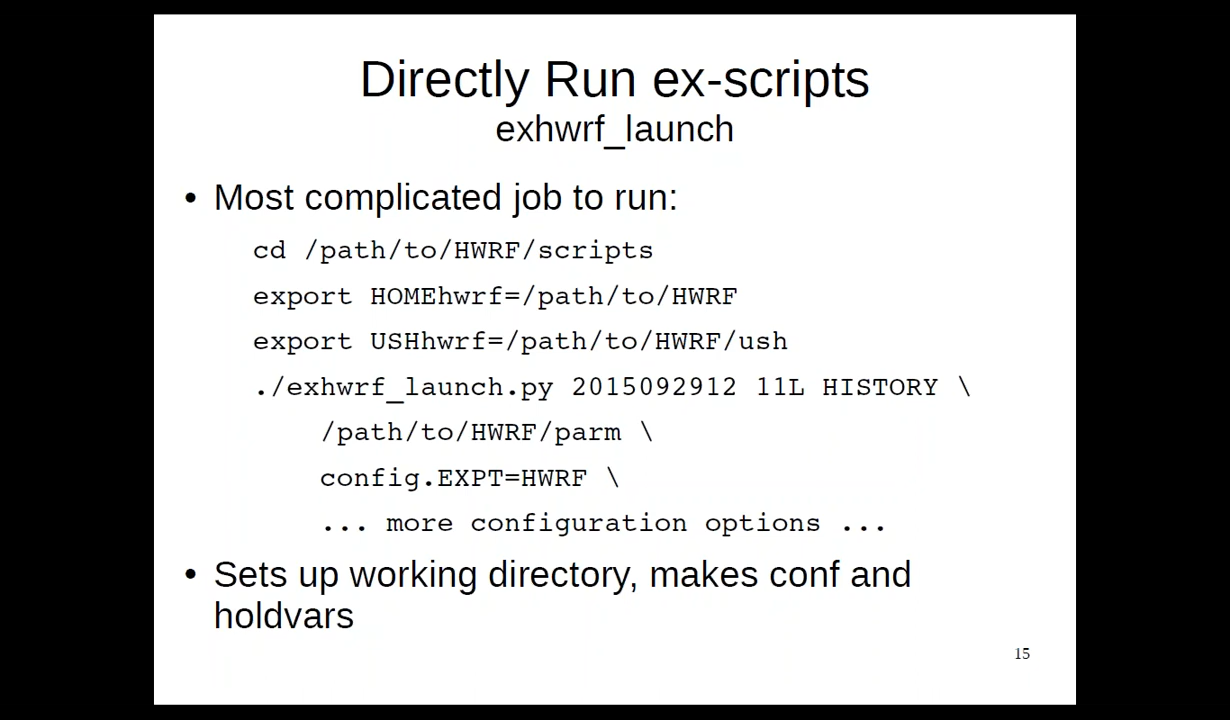 Directly Run ex-scripts
exhwrf_launch
• Most complicated job to run:
cd /path/to/HWRF/scripts
export HOMEhwrf=/path/to/HWRF
export USHhwrf=/path/to/HWRF/ush
./exhwrf_launch.py 2015092912 11L HISTORY \
/path/to/HWRF/parm \
config.EXPT=HWRF \
... more configuration options ...
• Sets up working directory, makes conf and
holdvars
15